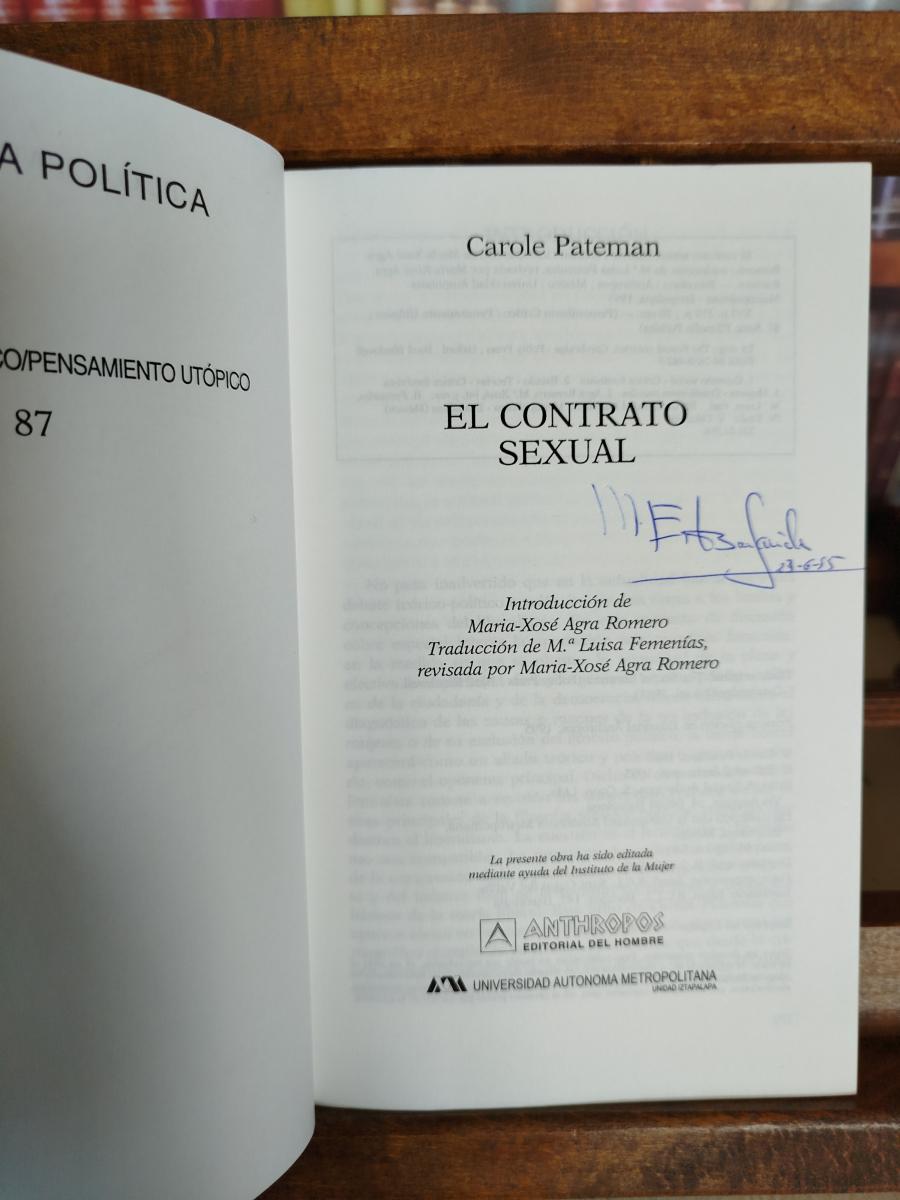 A POLÍTICA
CO/PENSAMIENTO UTÓPICO
87
Carole Pateman
EL CONTRATO
SEXUAL
23-6-
Introducción de
Maria-Xosé Agra Romero
Traducción de M.ª Luisa Femenías,
revisada por Maria-Xosé Agra Romero
La presente obra ha sido editada
mediante ayuda del Instituto de la Mujer
ANTHROPOS
EDITORIAL DEL HOMBRE
UNIVERSIDAD AUTONOMA METROPOLITANA
UNIDAD IZTAPALAPA